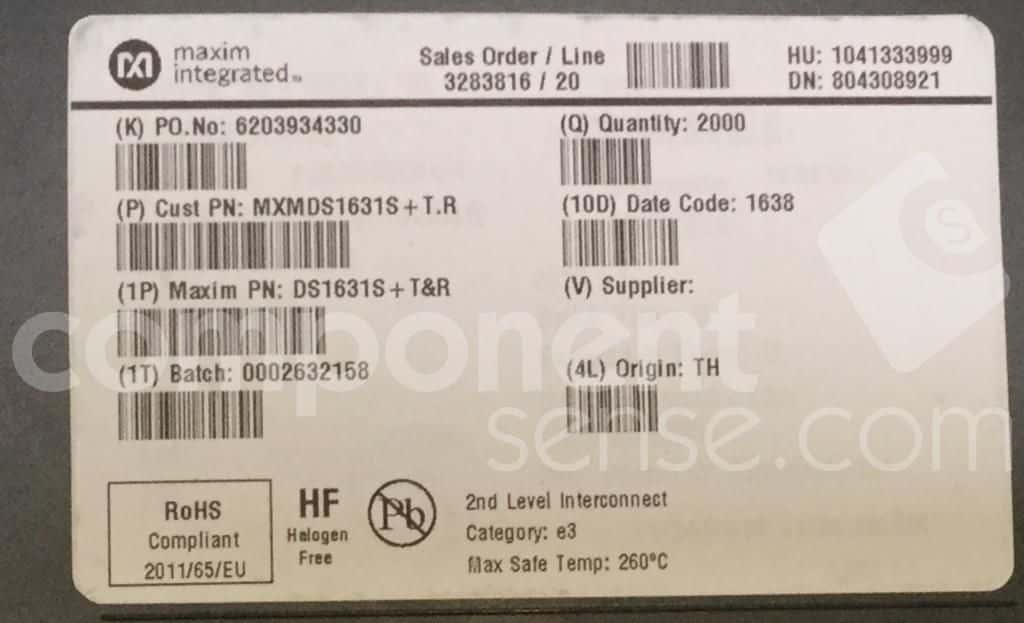 maxim
integrated™
Sales Order / Line
3283816 / 20
HU: 1041333999
DN: 804308921
(K) PO.No: 6203934330
(Q) Quantity: 2000
(P) Cust PN: MXMDS1631S+T.R
(10D) Date Code: 1638
(1P) Maxim PN: DS1631S+T&R
(V) Supplier:
(1T) Batch: 0002632158
(4L) Origin: TH
component
sense.com
S
RoHS
Compliant
2011/65/EU
HF
Halogen
Free
Pb
2nd Level Interconnect
Category: e3
Max Safe Temp: 260ºC